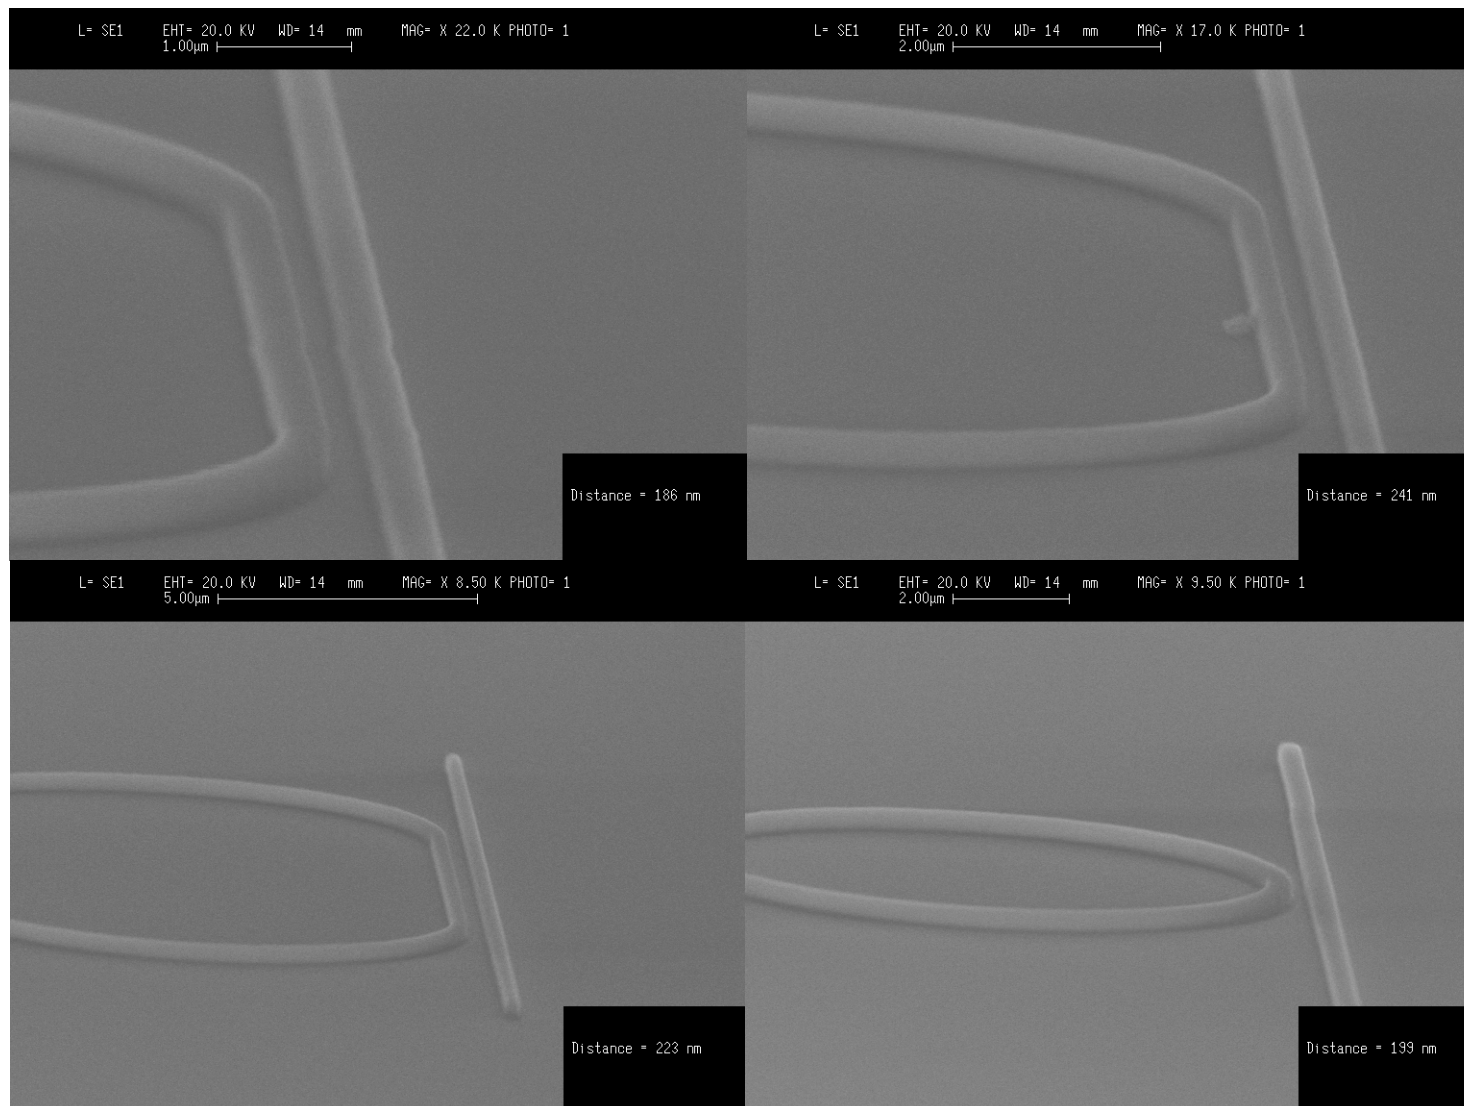 L= SE1 EHT= 20.0 KV WD= 14 mm MAG= X 22.0 K PHOTO= 1
1.00µm
Distance = 186 nm
L= SE1 EHT= 20.0 KV WD= 14 mm MAG= X 17.0 K PHOTO= 1
2.00µm
Distance = 241 nm
L= SE1 EHT= 20.0 KV WD= 14 mm MAG= X 8.50 K PHOTO= 1
5.00µm
Distance = 223 nm
L= SE1 EHT= 20.0 KV WD= 14 mm MAG= X 9.50 K PHOTO= 1
2.00µm
Distance = 199 nm